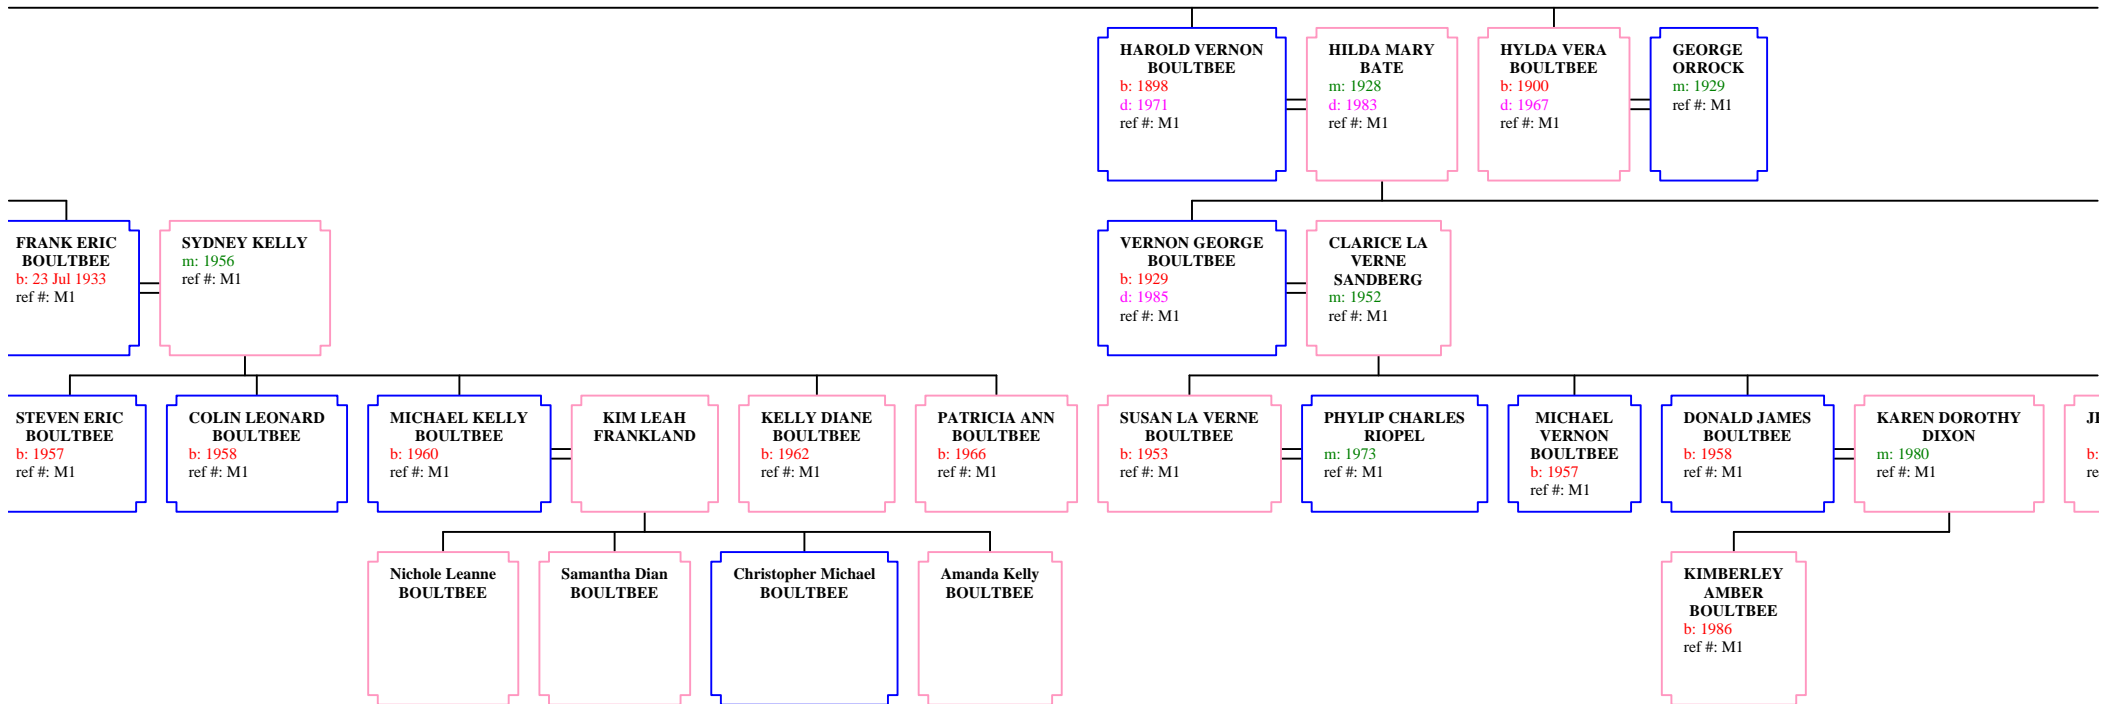 HAROLD VERNON
BOULTBEE
b: 1898
d: 1971
ref #: M1
HILDA MARY
BATE
m: 1928
d: 1983
ref #: M1
HYLDA VERA
BOULTBEE
b: 1900
d: 1967
ref #: M1
GEORGE
ORROCK
m: 1929
ref #: M1
FRANK ERIC
BOULTBEE
b: 23 Jul 1933
ref #: M1
SYDNEY KELLY
m: 1956
ref #: M1
VERNON GEORGE
BOULTBEE
b: 1929
d: 1985
ref #: M1
CLARICE LA
VERNE
SANDBERG
m: 1952
ref #: M1
STEVEN ERIC
BOULTBEE
b: 1957
ref #: M1
COLIN LEONARD
BOULTBEE
b: 1958
ref #: M1
MICHAEL KELLY
BOULTBEE
b: 1960
ref #: M1
KIM LEAH
FRANKLAND
KELLY DIANE
BOULTBEE
b: 1962
ref #: M1
PATRICIA ANN
BOULTBEE
b: 1966
ref #: M1
SUSAN LA VERNE
BOULTBEE
b: 1953
ref #: M1
PHYLIP CHARLES
RIOPEL
m: 1973
ref #: M1
MICHAEL
VERNON
BOULTBEE
b: 1957
ref #: M1
DONALD JAMES
BOULTBEE
b: 1958
ref #: M1
KAREN DOROTHY
DIXON
m: 1980
ref #: M1
b:
re
Nichole Leanne
BOULTBEE
Samantha Dian
BOULTBEE
Christopher Michael
BOULTBEE
Amanda Kelly
BOULTBEE
KIMBERLEY
AMBER
BOULTBEE
b: 1986
ref #: M1